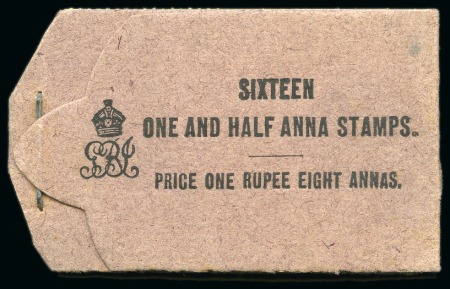 SIXTEEN
ONE AND HALF ANNA STAMPS.
PRICE ONE RUPEE EIGHT ANNAS.